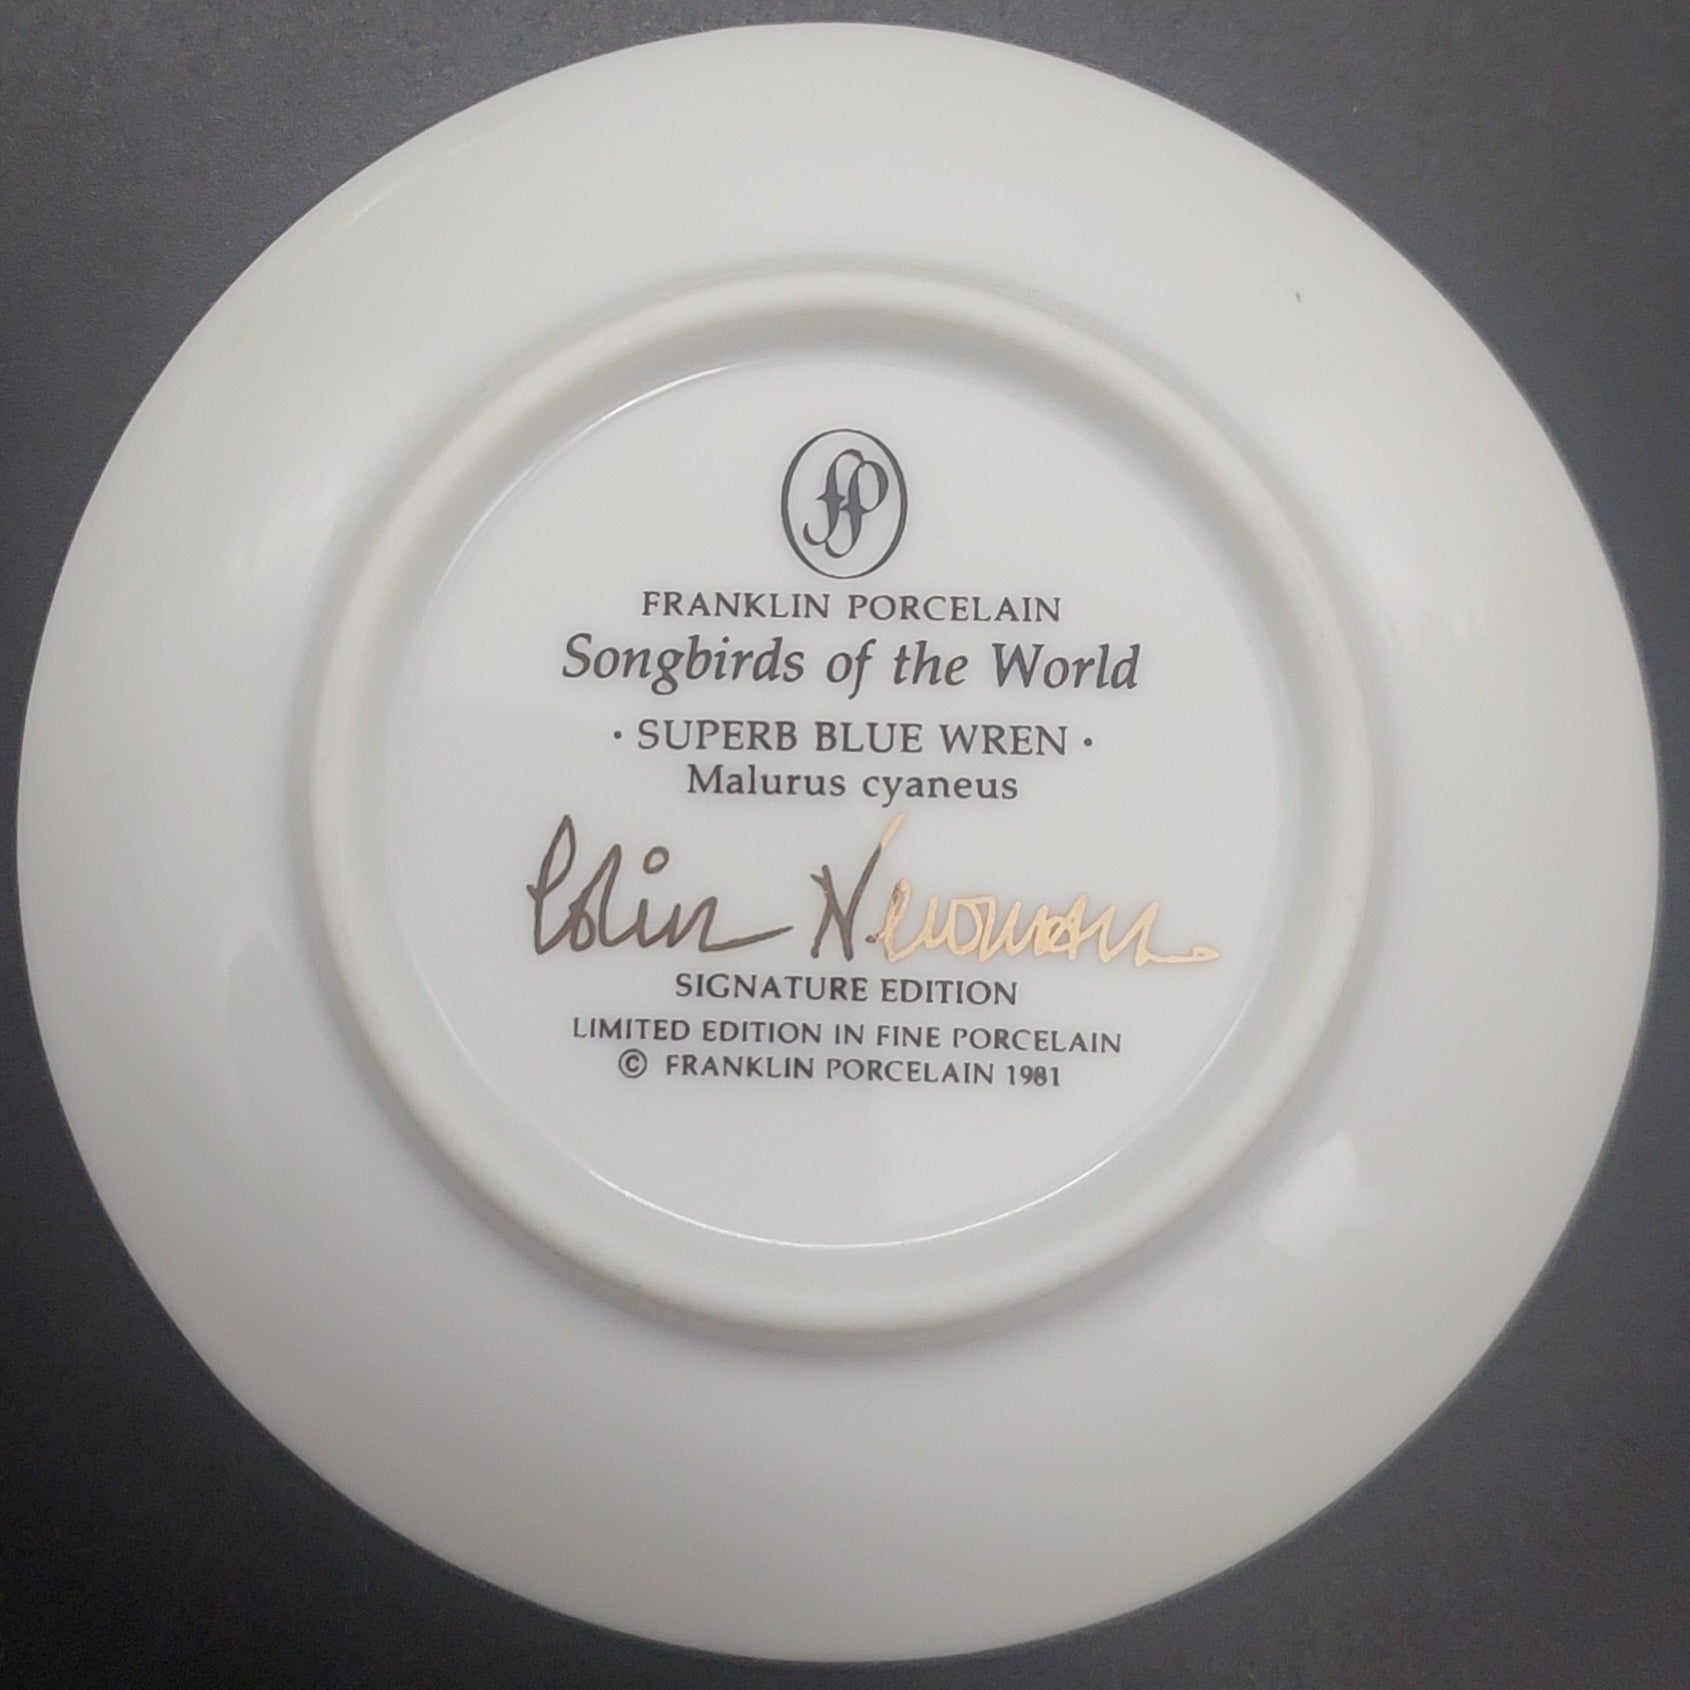 FP
FRANKLIN PORCELAIN
Songbirds of the World
· SUPERB BLUE WREN ·
Malurus cyaneus
Colin Newman
SIGNATURE EDITION
LIMITED EDITION IN FINE PORCELAIN
© FRANKLIN PORCELAIN 1981